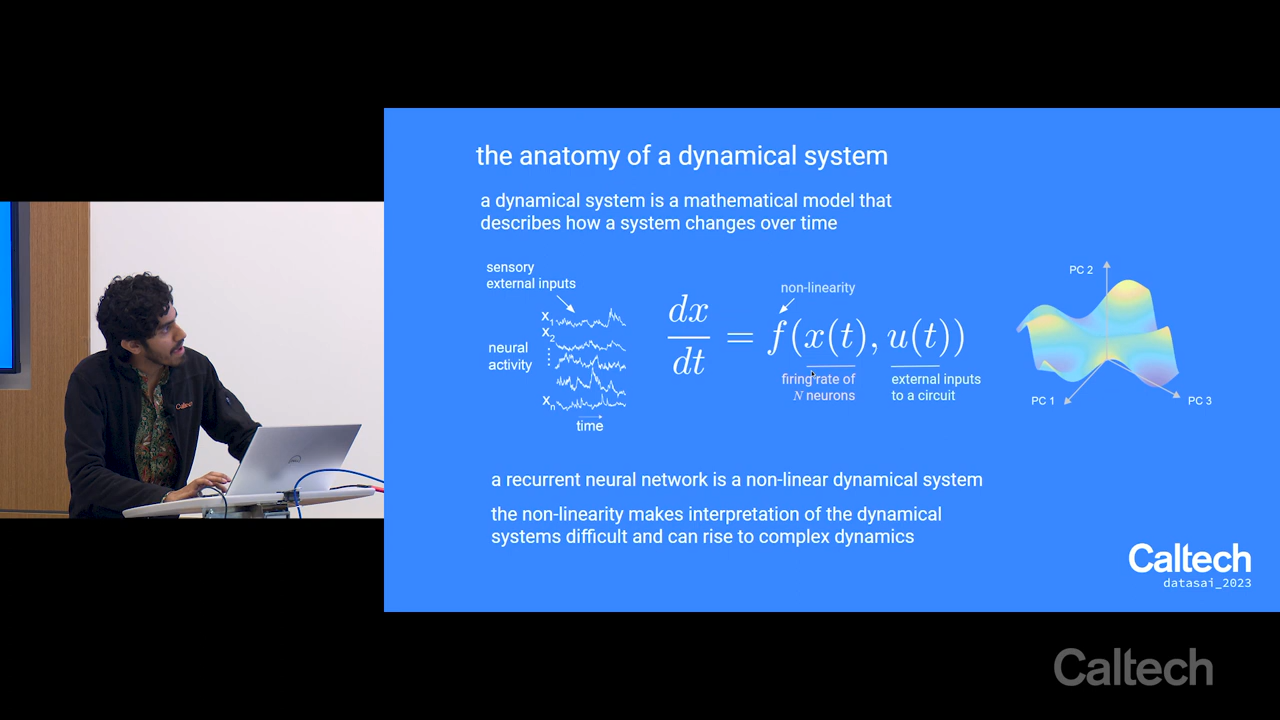 the anatomy of a dynamical system
a dynamical system is a mathematical model that
describes how a system changes over time
sensory
external inputs
neural
activity
x1
x2
xn
time
non-linearity
dx/dt = f(x(t), u(t))
firing rate of
N neurons
external inputs
to a circuit
PC 2
PC 1
PC 3
a recurrent neural network is a non-linear dynamical system
the non-linearity makes interpretation of the dynamical
systems difficult and can rise to complex dynamics
Caltech
datasai_2023
Caltech
Caltech